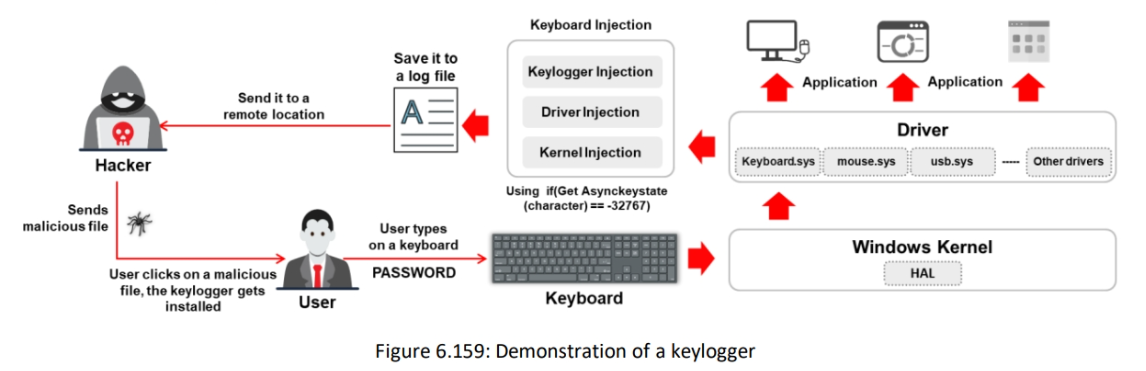 Keyboard Injection
Keylogger Injection
Driver Injection
Kernel Injection
Using if(Get Asynckeystate
(character) == -32767)
Save it to
a log file
A
Send it to a
remote location
Hacker
Sends
malicious file
User clicks on a malicious
file, the keylogger gets
installed
User
User types
on a keyboard
PASSWORD
Keyboard
Application
Application
Driver
Keyboard.sys
mouse.sys
usb.sys
-----
Other drivers
Windows Kernel
HAL
Figure 6.159: Demonstration of a keylogger